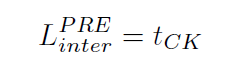 $L_{inter}^{PRE} = t_{CK}$